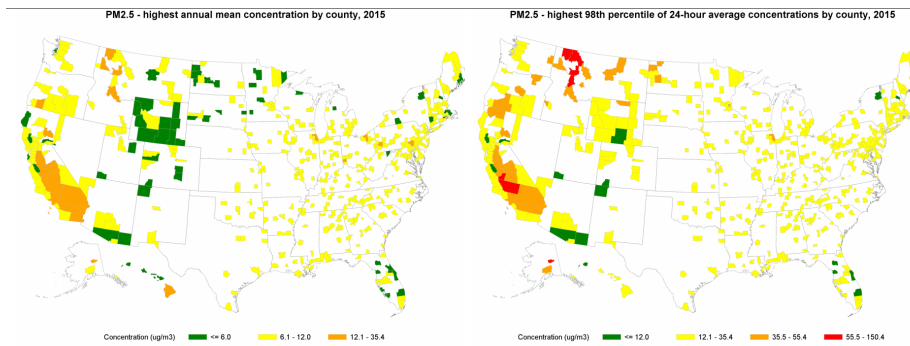 PM2.5 - highest annual mean concentration by county, 2015
PM2.5 - highest 98th percentile of 24-hour average concentrations by county, 2015
Concentration (ug/m3) <= 6.0 6.1 - 12.0 12.1 - 35.4
Concentration (ug/m3) <= 12.0 12.1 - 35.4 35.5 - 55.4 55.5 - 150.4